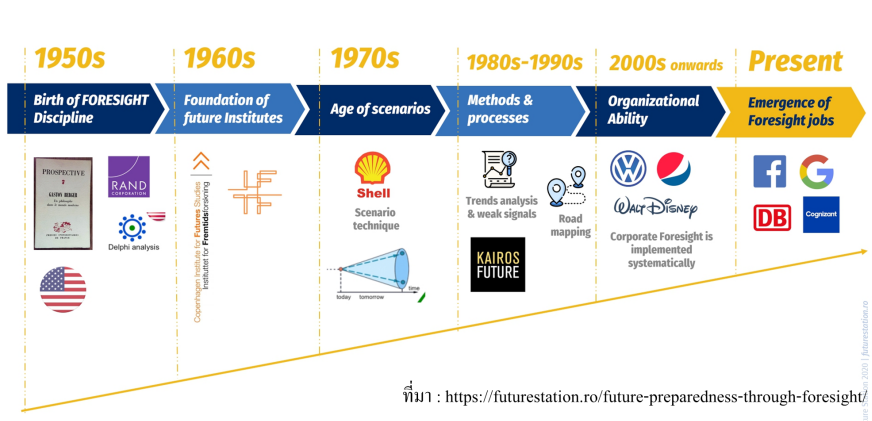 1950s
1960s
1970s
1980s-1990s
2000s onwards
Present
Birth of FORESIGHT
Discipline
Foundation of
future Institutes
Age of scenarios
Methods &
processes
Organizational
Ability
Emergence of
Foresight jobs
PROSPECTIVE
7
GASTON BERGER
RAND
CORPORATION
Delphi analysis
Copenhagen Institute for Futures Studies
Instituttet for Fremtidsforskning
Shell
Scenario
technique
today
tomorrow
time
Trends analysis
& weak signals
Road
mapping
KAIROS
FUTURE
WALT DISNEY
Corporate Foresight is
implemented
systematically
DB
Cognizant
ที่มา : https://futurestation.ro/future-preparedness-through-foresight/
2020 | futurestation.ro